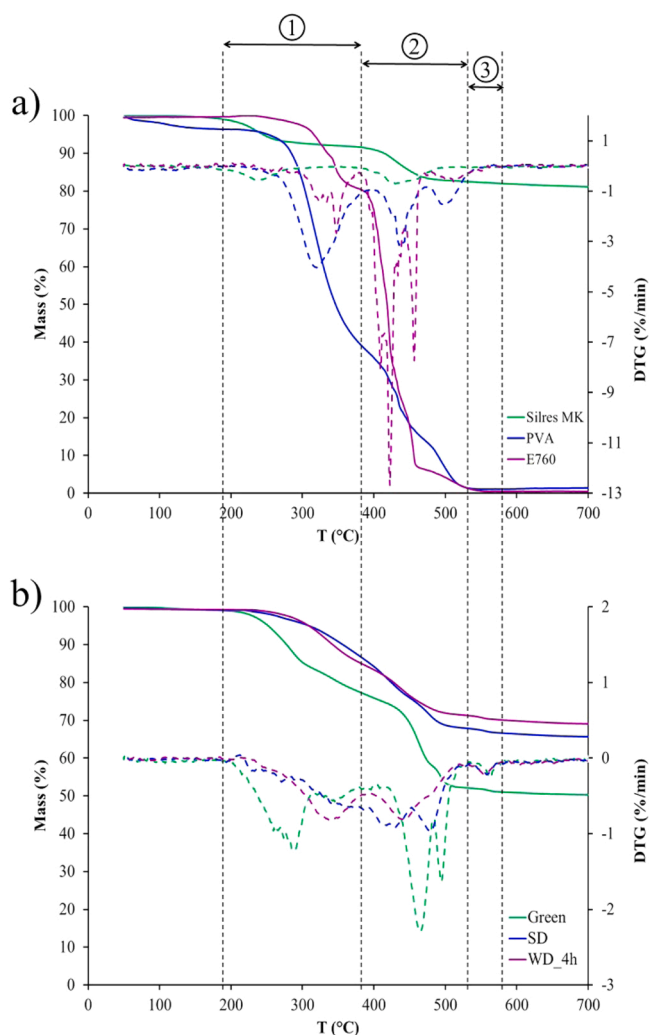 ① ② ③
a)
100 90 80 70 60 50 40 30 20 10 0
Mass (%)
1 -1 -3 -5 -7 -9 -11 -13
DTG (%/min)
Silres MK
PVA
E760
0 100 200 300 400 500 600 700
T (°C)
b)
100 90 80 70 60 50 40 30 20 10 0
Mass (%)
2 1 0 -1 -2 -3
DTG (%/min)
Green
SD
WD_4h
0 100 200 300 400 500 600 700
T (°C)